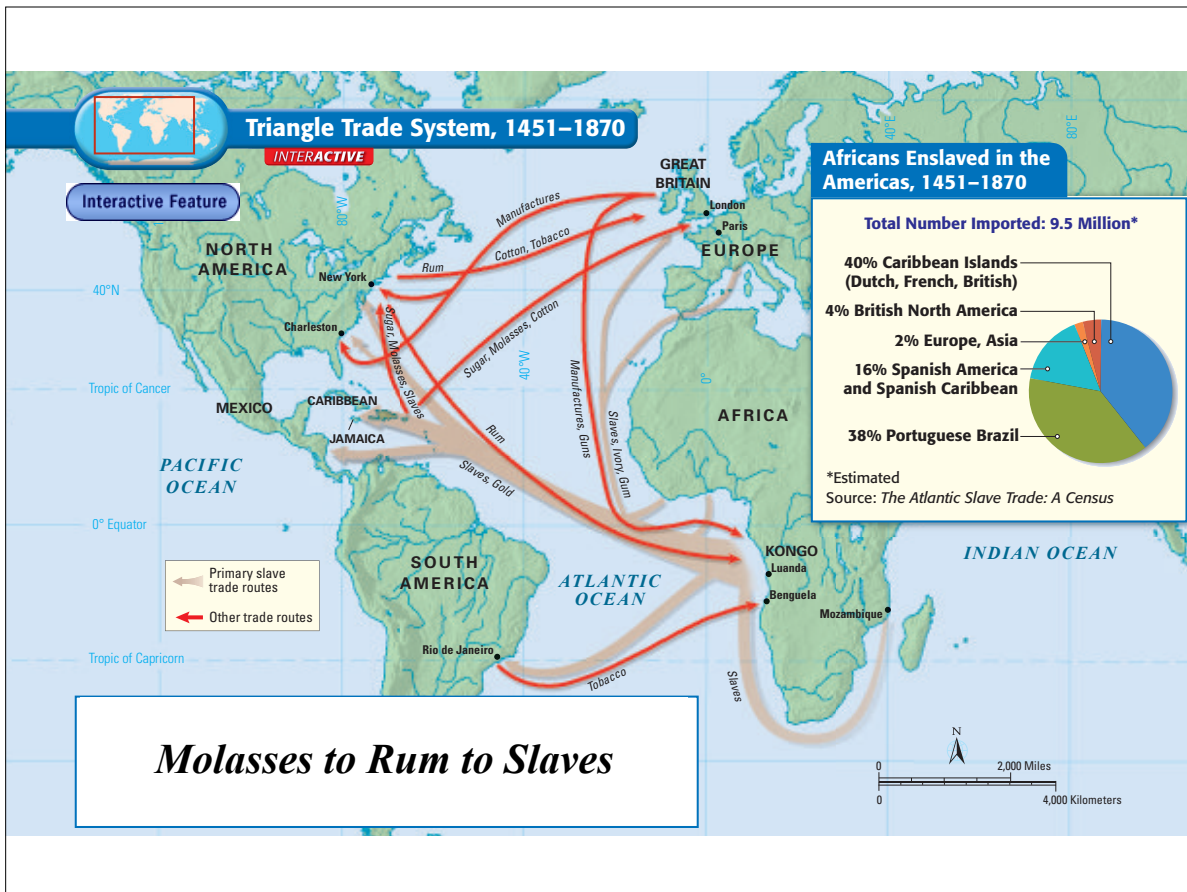 Triangle Trade System, 1451–1870
INTERACTIVE
Interactive Feature
80°W
40°E
80°E
GREAT
BRITAIN
London
Paris
EUROPE
Manufactures
Rum
Cotton, Tobacco
NORTH
AMERICA
New York
40°N
Charleston
Sugar, Molasses, Slaves
Sugar, Molasses, Cotton
40°W
0°
Manufactures, Guns
Slaves, Ivory, Gum
Tropic of Cancer
MEXICO
CARIBBEAN
JAMAICA
AFRICA
Rum
Slaves, Gold
PACIFIC
OCEAN
0° Equator
SOUTH
AMERICA
ATLANTIC
OCEAN
KONGO
Luanda
Benguela
Mozambique
INDIAN OCEAN
Primary slave
trade routes
Other trade routes
Rio de Janeiro
Tropic of Capricorn
Tobacco
Slaves
Africans Enslaved in the
Americas, 1451–1870
Total Number Imported: 9.5 Million*
40% Caribbean Islands
(Dutch, French, British)
4% British North America
2% Europe, Asia
16% Spanish America
and Spanish Caribbean
38% Portuguese Brazil
*Estimated
Source: The Atlantic Slave Trade: A Census
Molasses to Rum to Slaves
N
0 2,000 Miles
0 4,000 Kilometers